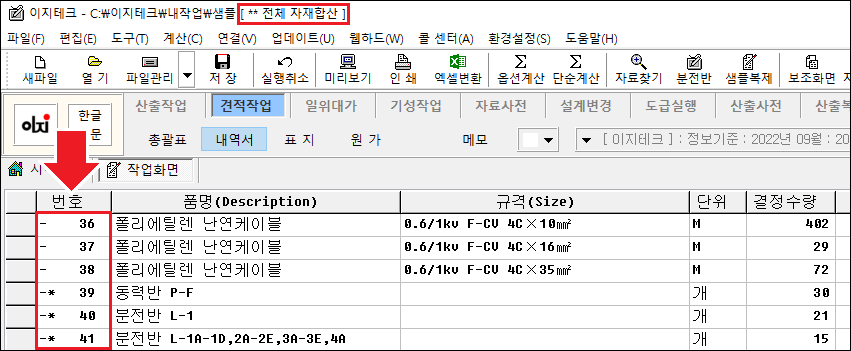 이지테크 - C:₩이지테크₩내작업₩샘플 [ ** 전체 자재합산 ]
파일(F) 편집(E) 도구(T) 계산(C) 연결(V) 업데이트(U) 웹하드(W) 콜 센터(A) 환경설정(S) 도움말(H)
새파일 열 기 파일관리 저 장 실행취소 미리보기 인 쇄 엑셀변환 옵션계산 단순계산 자료찾기 분전반 샘플복제 보조화면
한글 산출작업 견적작업 일위대가 기성작업 자료사전 설계변경 도급실행 산출사전 산출
문 총괄표 내역서 표 지 원 가 메모 [ 이지테크 ] : 정보기준 : 2022년 09월 : 20
시 작업화면
번호 품명(Description) 규격(Size) 단위 결정수량
- 36 폴리에틸렌 난연케이블 0.6/1kv F-CV 4C×10㎟ M 402
- 37 폴리에틸렌 난연케이블 0.6/1kv F-CV 4C×16㎟ M 29
- 38 폴리에틸렌 난연케이블 0.6/1kv F-CV 4C×35㎟ M 72
-* 39 동력반 P-F 개 30
-* 40 분전반 L-1 개 21
-* 41 분전반 L-1A-1D,2A-2E,3A-3E,4A 개 15